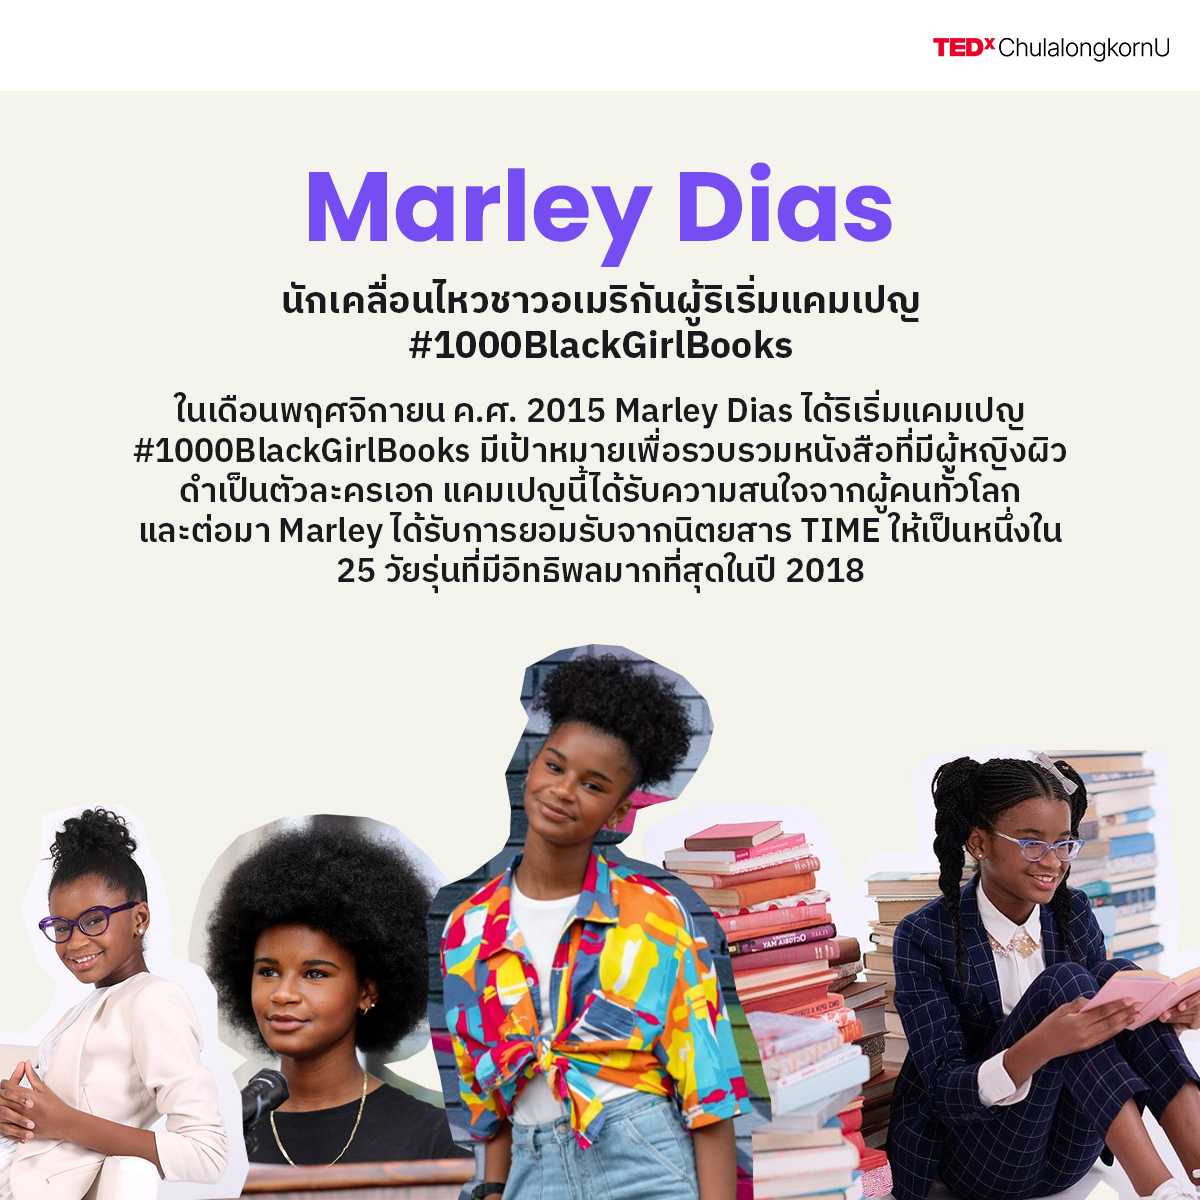 TEDxChulalongkornU
Marley Dias
นักเคลื่อนไหวชาวอเมริกันผู้ริเริ่มแคมเปญ
#1000BlackGirlBooks
ในเดือนพฤศจิกายน ค.ศ. 2015 Marley Dias ได้ริเริ่มแคมเปญ
#1000BlackGirlBooks มีเป้าหมายเพื่อรวบรวมหนังสือที่มีผู้หญิงผิว
ดำเป็นตัวละครเอก แคมเปญนี้ได้รับความสนใจจากผู้คนทั่วโลก
และต่อมา Marley ได้รับการยอมรับจากนิตยสาร TIME ให้เป็นหนึ่งใน
25 วัยรุ่นที่มีอิทธิพลมากที่สุดในปี 2018
OCTOBIA MAY